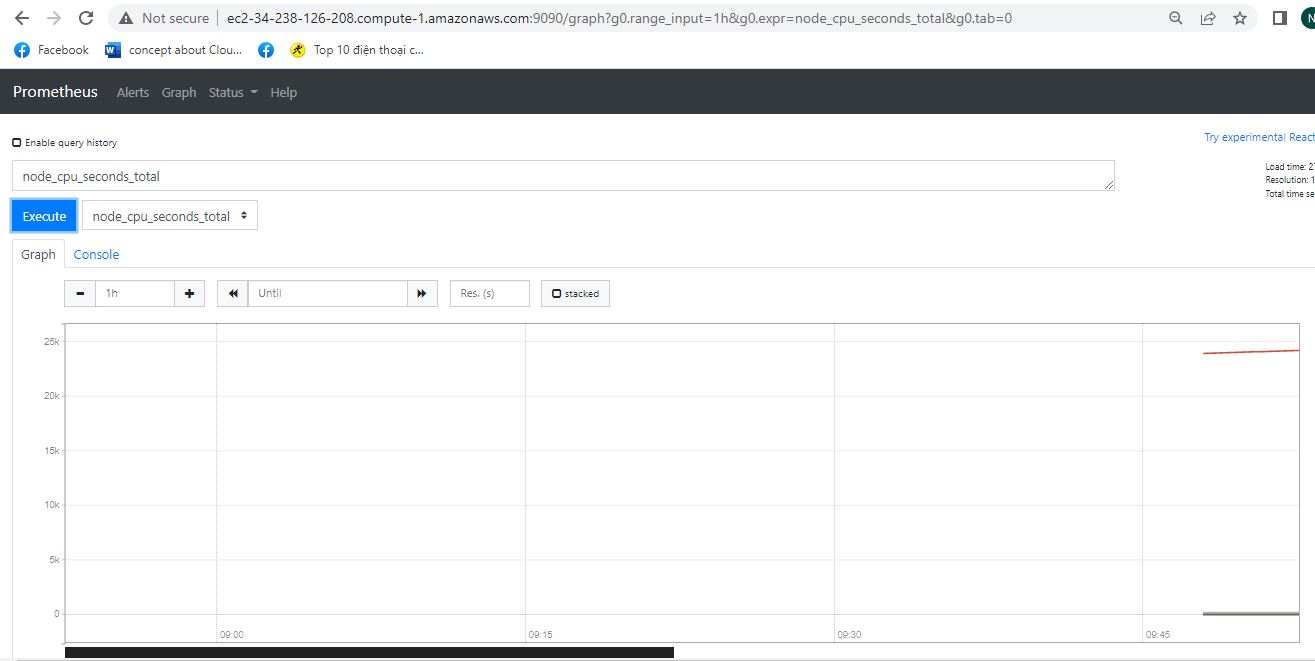 Not secure | ec2-34-238-126-208.compute-1.amazonaws.com:9090/graph?g0.range_input=1h&g0.expr=node_cpu_seconds_total&g0.tab=0
Facebook concept about Clou... Top 10 điện thoại c...
Prometheus Alerts Graph Status Help
Enable query history
Try experimental React
node_cpu_seconds_total
Load time: 2
Resolution: 1
Total time se
Execute node_cpu_seconds_total
Graph Console
1h Until Res. (s) stacked
25k
20k
15k
10k
5k
0
09:00 09:15 09:30 09:45